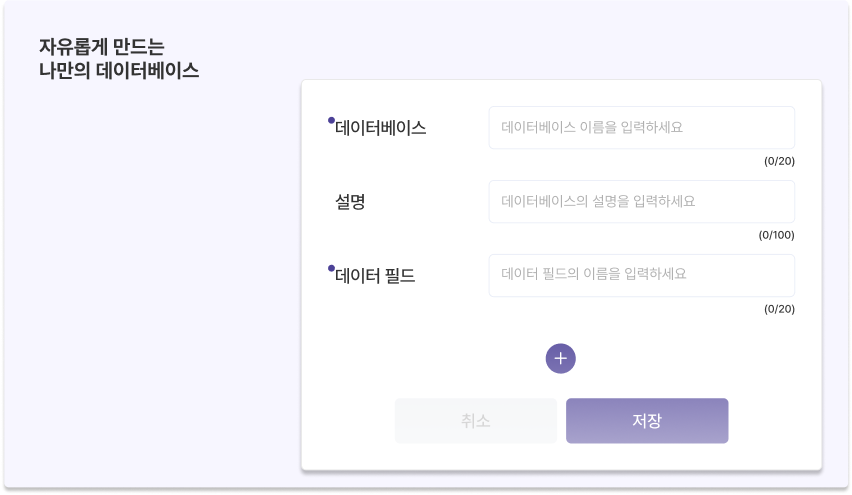 자유롭게 만드는
나만의 데이터베이스
데이터베이스
데이터베이스 이름을 입력하세요
(0/20)
설명
데이터베이스의 설명을 입력하세요
(0/100)
데이터 필드
데이터 필드의 이름을 입력하세요
(0/20)
+
취소
저장